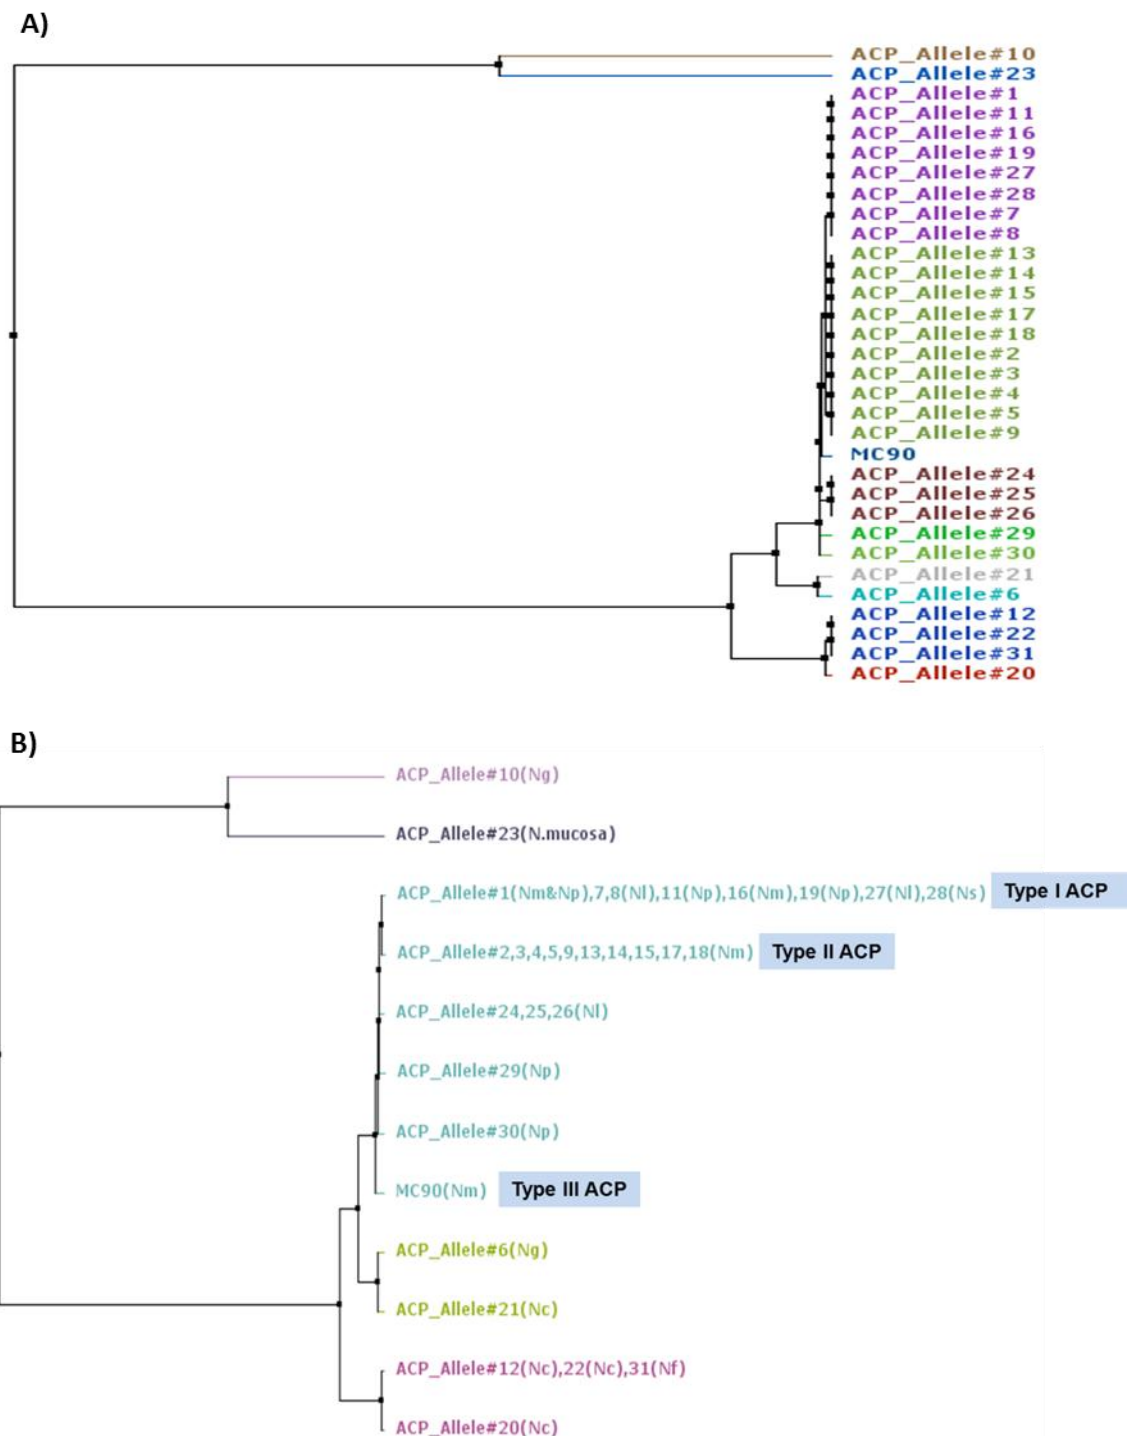 A)
ACP_Allele#10
ACP_Allele#23
ACP_Allele#1
ACP_Allele#11
ACP_Allele#16
ACP_Allele#19
ACP_Allele#27
ACP_Allele#28
ACP_Allele#7
ACP_Allele#8
ACP_Allele#13
ACP_Allele#14
ACP_Allele#15
ACP_Allele#17
ACP_Allele#18
ACP_Allele#2
ACP_Allele#3
ACP_Allele#4
ACP_Allele#5
ACP_Allele#9
MC90
ACP_Allele#24
ACP_Allele#25
ACP_Allele#26
ACP_Allele#29
ACP_Allele#30
ACP_Allele#21
ACP_Allele#6
ACP_Allele#12
ACP_Allele#22
ACP_Allele#31
ACP_Allele#20
B)
ACP_Allele#10(Ng)
ACP_Allele#23(N.mucosa)
ACP_Allele#1(Nm&Np),7,8(Nl),11(Np),16(Nm),19(Np),27(Nl),28(Ns) Type I ACP
ACP_Allele#2,3,4,5,9,13,14,15,17,18(Nm) Type II ACP
ACP_Allele#24,25,26(Nl)
ACP_Allele#29(Np)
ACP_Allele#30(Np)
MC90(Nm) Type III ACP
ACP_Allele#6(Ng)
ACP_Allele#21(Nc)
ACP_Allele#12(Nc),22(Nc),31(Nf)
ACP_Allele#20(Nc)